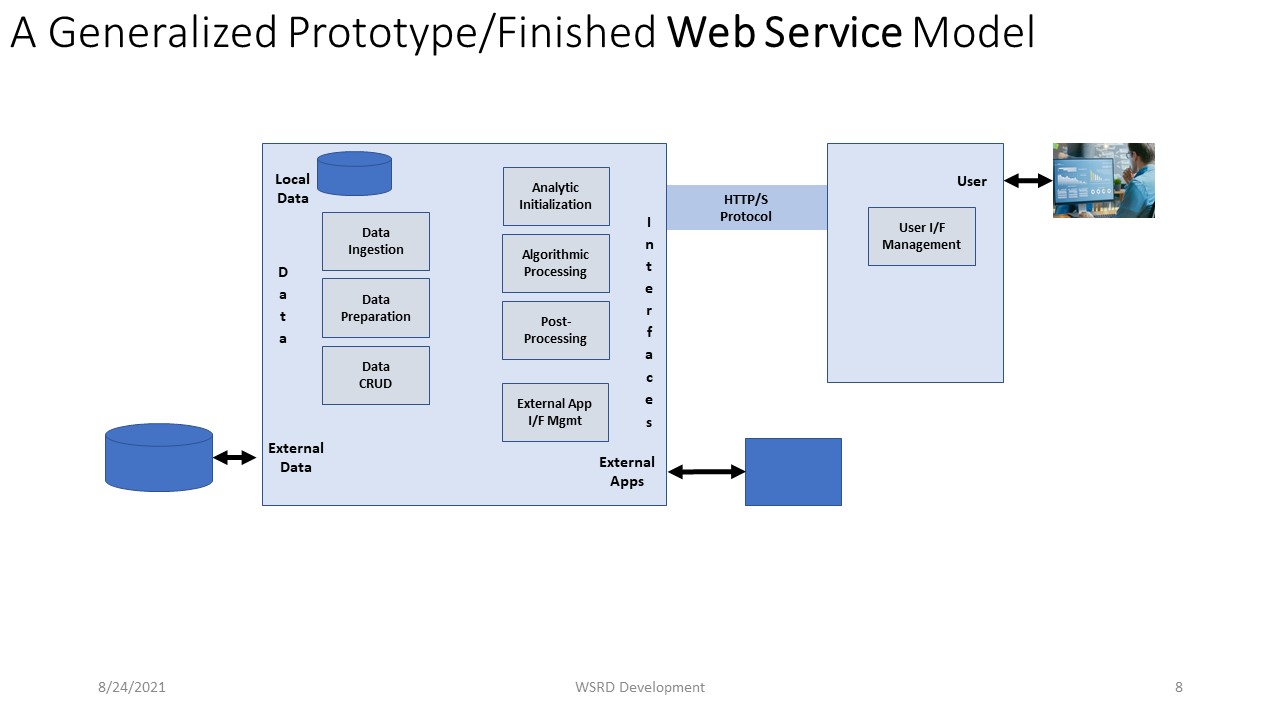 A Generalized Prototype/Finished Web Service Model
Local
Data
Data
Ingestion
Data
Preparation
Data
CRUD
D
a
t
a
External
Data
Analytic
Initialization
Algorithmic
Processing
Post-
Processing
External App
I/F Mgmt
I
n
t
e
r
f
a
c
e
s
External
Apps
HTTP/S
Protocol
User
User I/F
Management
8/24/2021
WSRD Development
8